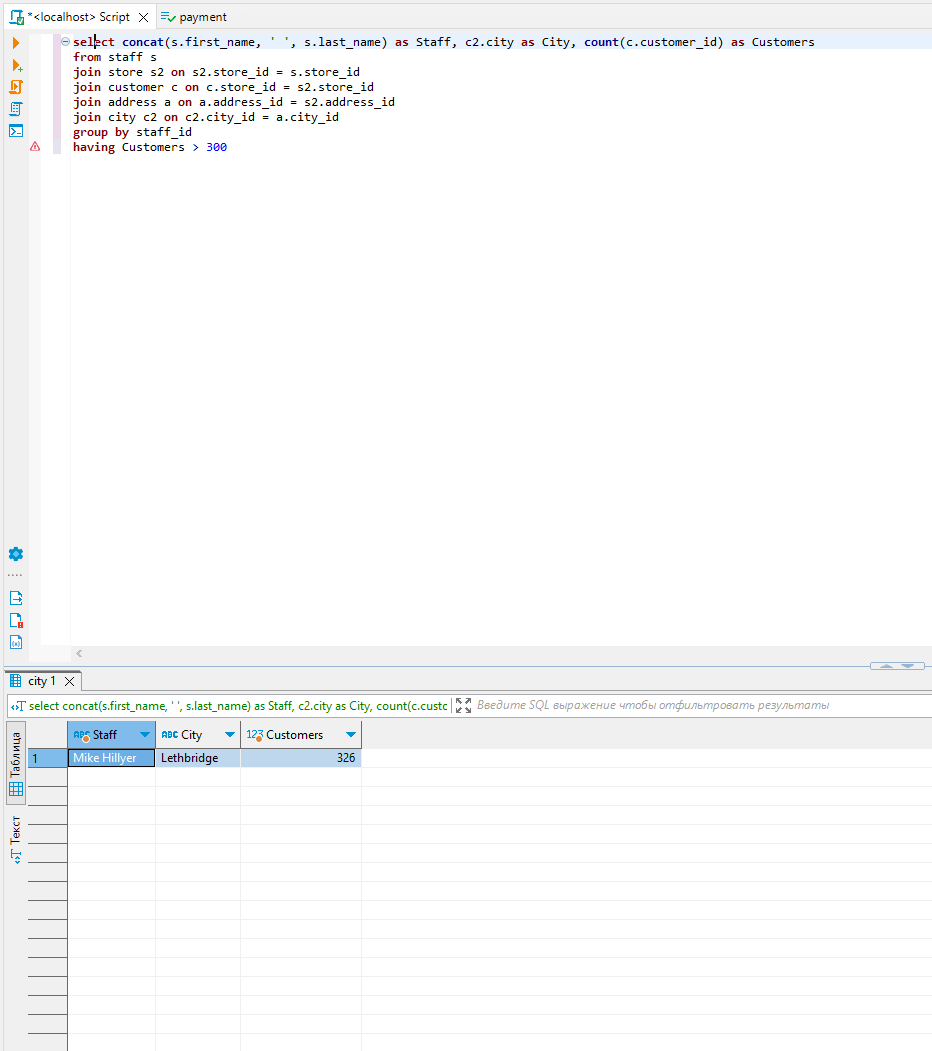 *<localhost> Script
payment
select concat(s.first_name, ' ', s.last_name) as Staff, c2.city as City, count(c.customer_id) as Customers
from staff s
join store s2 on s2.store_id = s.store_id
join customer c on c.store_id = s2.store_id
join address a on a.address_id = s2.address_id
join city c2 on c2.city_id = a.city_id
group by staff_id
having Customers > 300
city 1
select concat(s.first_name, ' ', s.last_name) as Staff, c2.city as City, count(c.custc
Введите SQL выражение чтобы отфильтровать результаты
Таблица
Текст
ABC Staff ABC City 123 Customers
1 Mike Hillyer Lethbridge 326